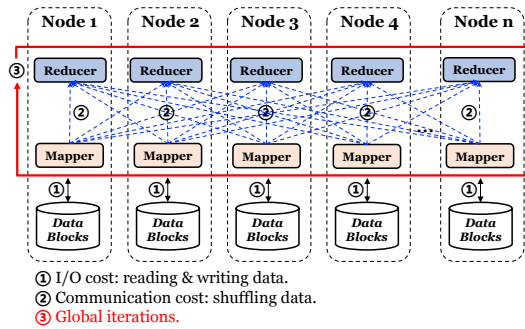 Node 1 Node 2 Node 3 Node 4 Node n
③ Reducer Reducer Reducer Reducer Reducer
② ② ② ② ②
...
Mapper Mapper Mapper Mapper Mapper
① ① ① ① ①
Data Data Data Data Data
Blocks Blocks Blocks Blocks Blocks
① I/O cost: reading & writing data.
② Communication cost: shuffling data.
③ Global iterations.